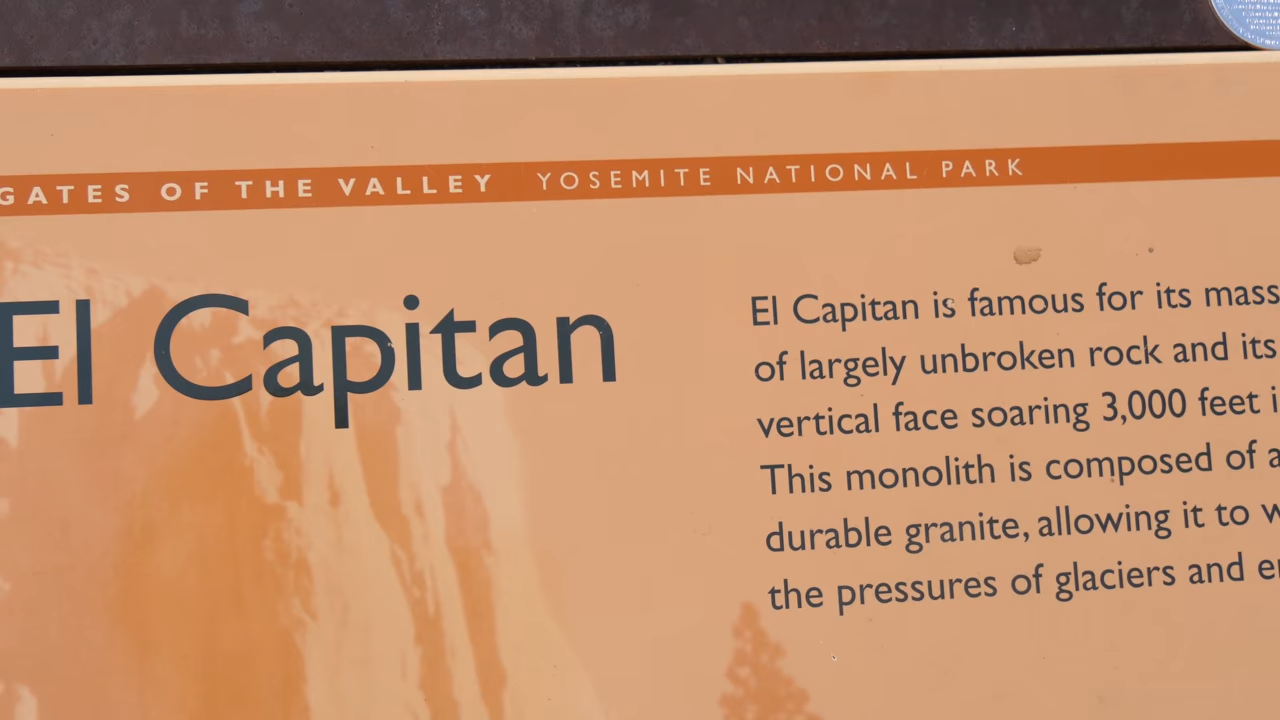 GATES OF THE VALLEY YOSEMITE NATIONAL PARK
El Capitan
El Capitan is famous for its mass
of largely unbroken rock and its
vertical face soaring 3,000 feet i
This monolith is composed of a
durable granite, allowing it to w
the pressures of glaciers and e